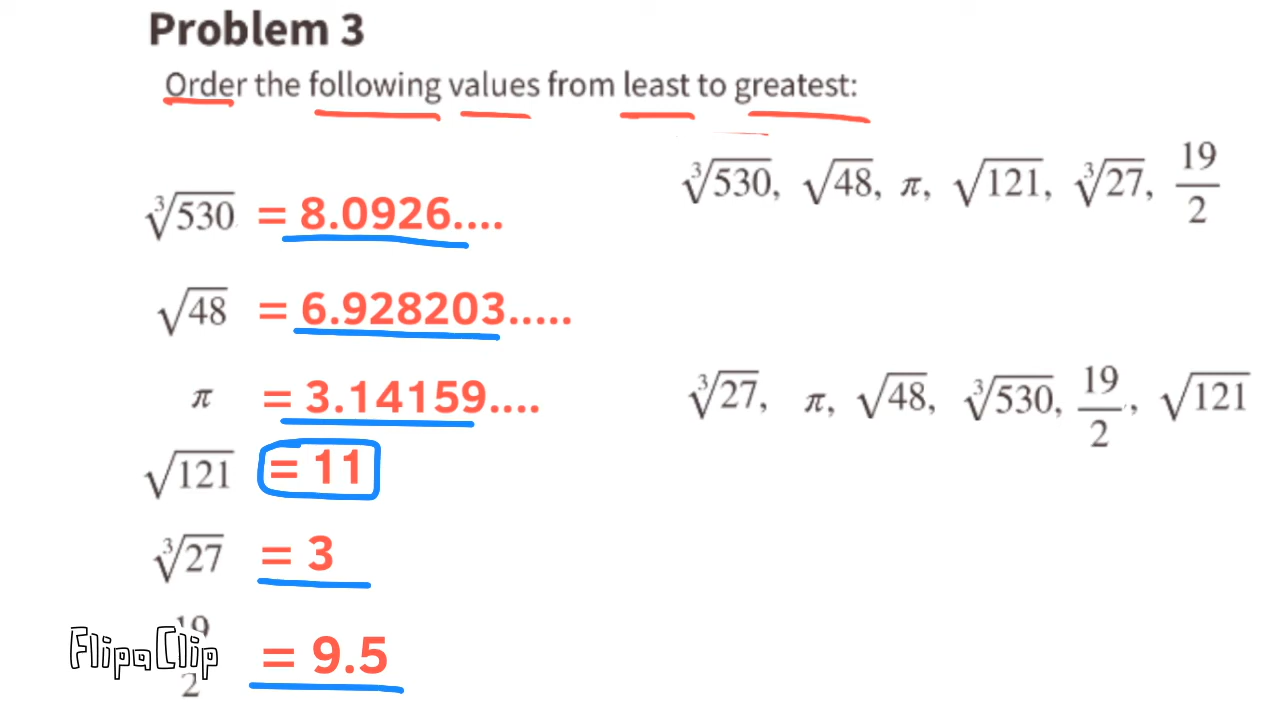 Problem 3
Order the following values from least to greatest:
∛530, √48, π, √121, ∛27, 19/2
∛530 = 8.0926....
√48 = 6.928203.....
π = 3.14159....
√121 = 11
∛27 = 3
19/2 = 9.5
∛27, π, √48, ∛530, 19/2, √121
FlipaClip